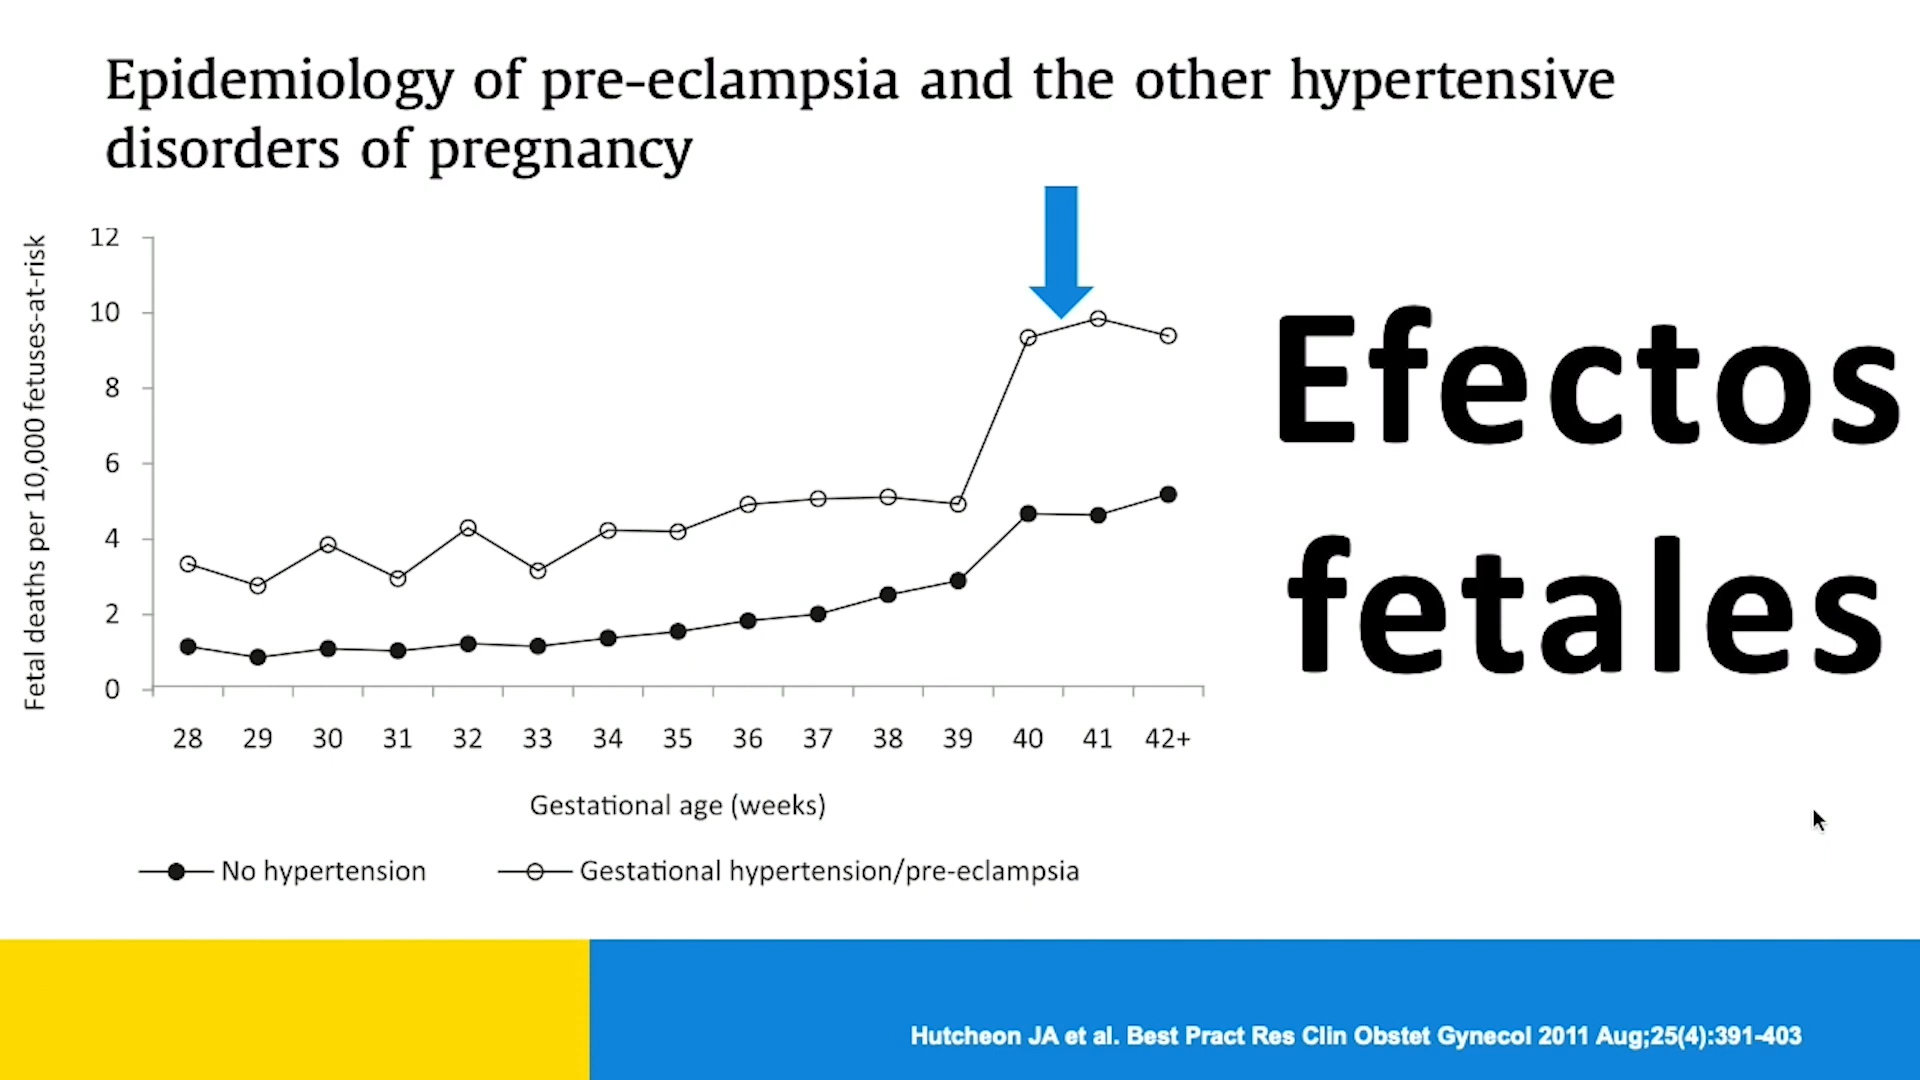 Epidemiology of pre-eclampsia and the other hypertensive
disorders of pregnancy
Fetal deaths per 10,000 fetuses-at-risk
12
10
8
6
4
2
0
28 29 30 31 32 33 34 35 36 37 38 39 40 41 42+
Gestational age (weeks)
No hypertension
Gestational hypertension/pre-eclampsia
Efectos
fetales
Hutcheon JA et al. Best Pract Res Clin Obstet Gynecol 2011 Aug;25(4):391-403